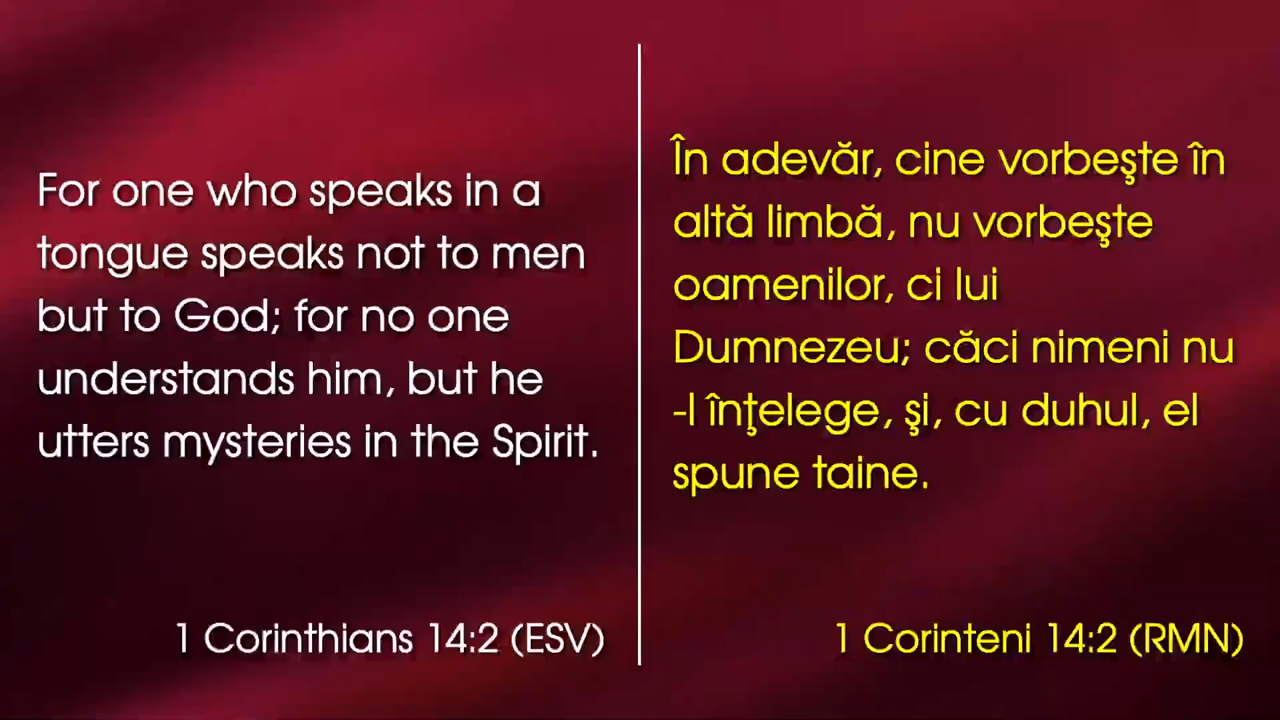 For one who speaks in a
tongue speaks not to men
but to God; for no one
understands him, but he
utters mysteries in the Spirit.
1 Corinthians 14:2 (ESV)
În adevăr, cine vorbeşte în
altă limbă, nu vorbeşte
oamenilor, ci lui
Dumnezeu; căci nimeni nu
-l înţelege, şi, cu duhul, el
spune taine.
1 Corinteni 14:2 (RMN)